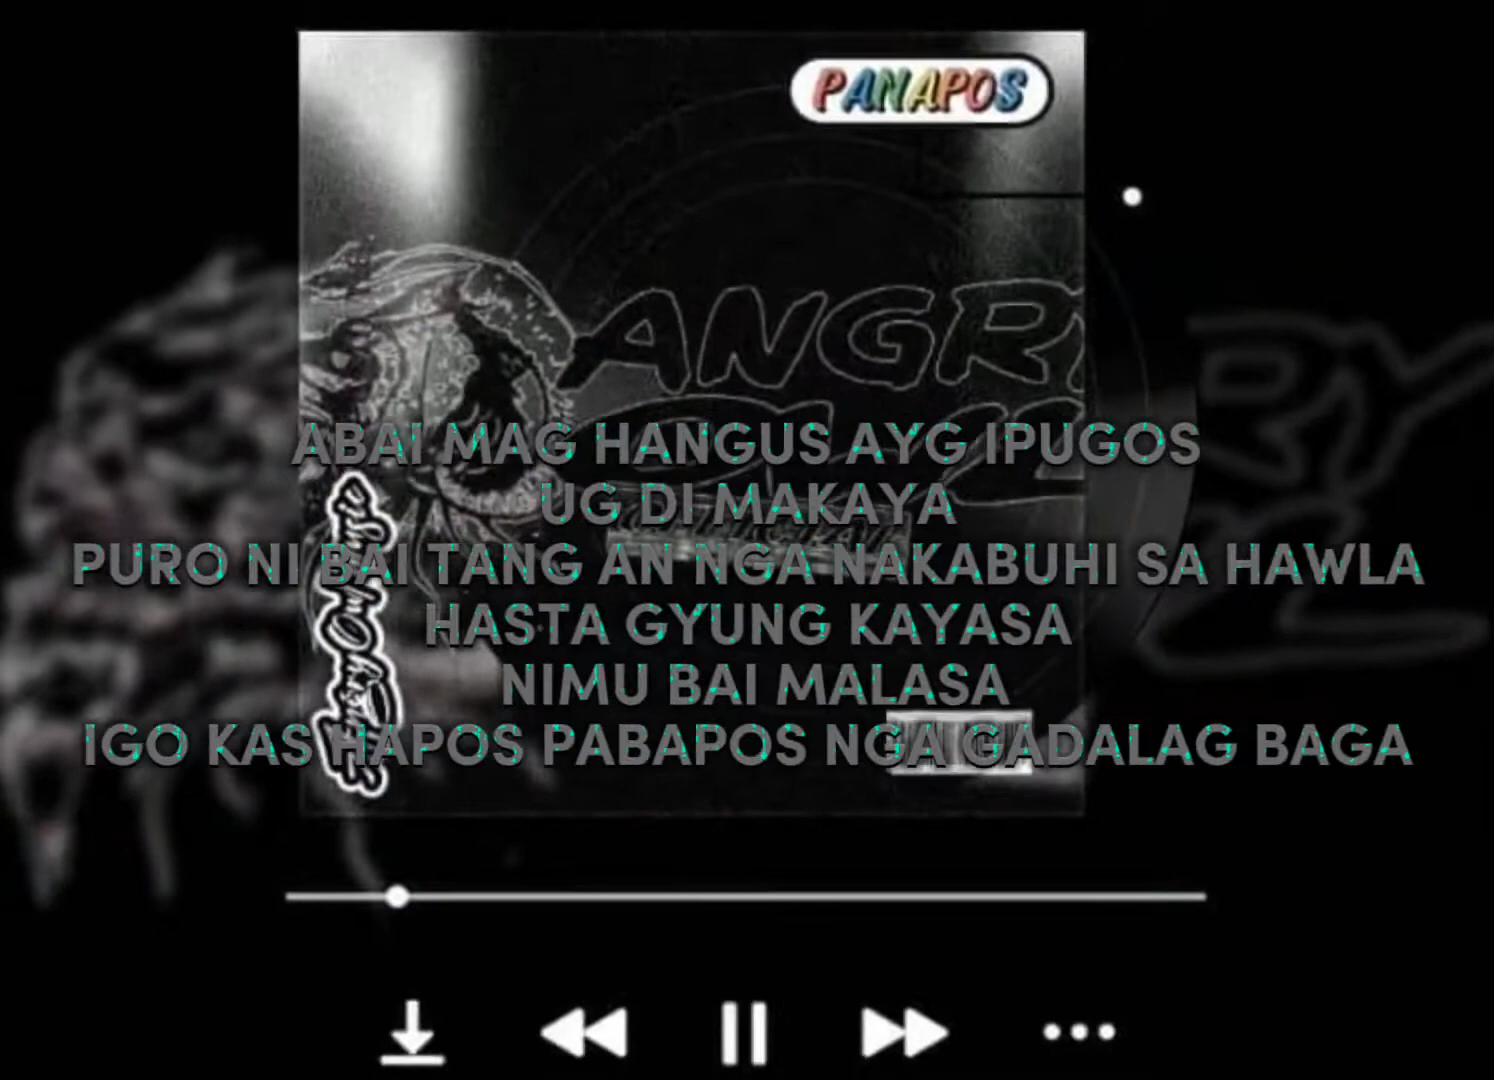 PANAPOS
ANGRY
ABAI MAG HANGUS AYG IPUGOS
UG DI MAKAYA
PURO NI BAI TANG AN NGA NAKABUHI SA HAWLA
HASTA GYUNG KAYASA
NIMU BAI MALASA
IGO KAS HAPOS PABAPOS NGA GADALAG BAGA